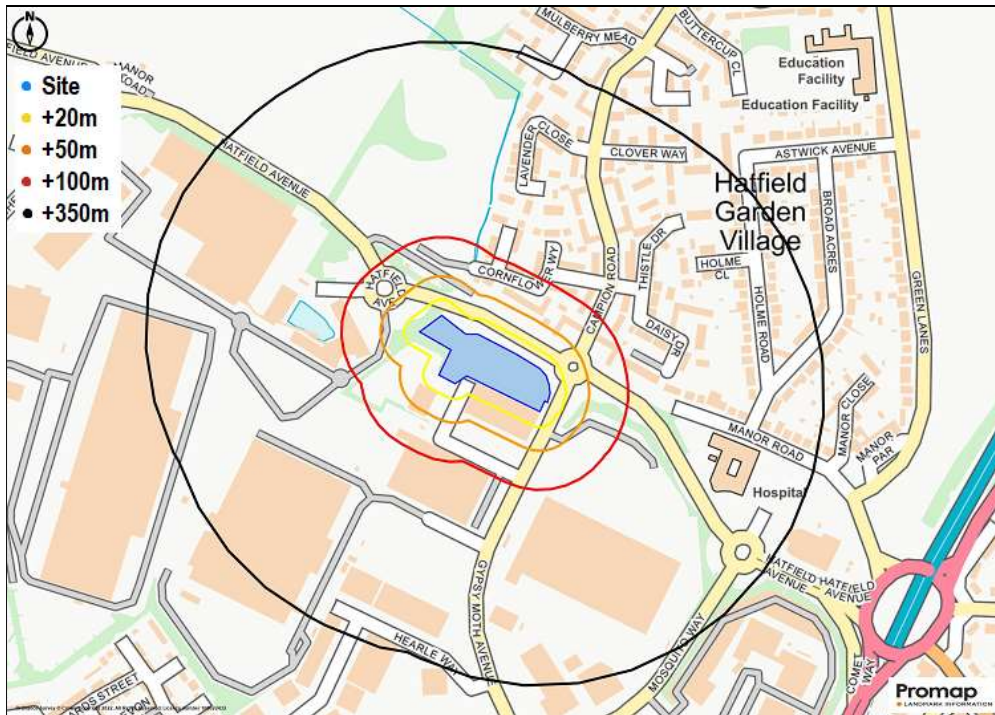 N
Site
+20m
+50m
+100m
+350m
MULBERRY MEAD
BUTTERCUP CL
Education
Facility
Education Facility
MANOR
ROAD
HATFIELD AVENUE
LAVENDER
CLOSE
CLOVER WAY
ASTWICK AVENUE
Hatfield
Garden
Village
BROAD ACRES
THISTLE DR
HOLME
CL
HOLME ROAD
GREEN LANES
CAMPION ROAD
HATFIELD
AVE
DAISY DR
MANOR ROAD
MANOR CLOSE
MANOR
PAR
Hospital
GYPSY MOTH AVENUE
HATFIELD
AVENUE
HATFIELD
AVENUE
MOSQUITO WAY
HEARLE WAY
COMET
WAY
Promap
LANDMARK INFORMATION